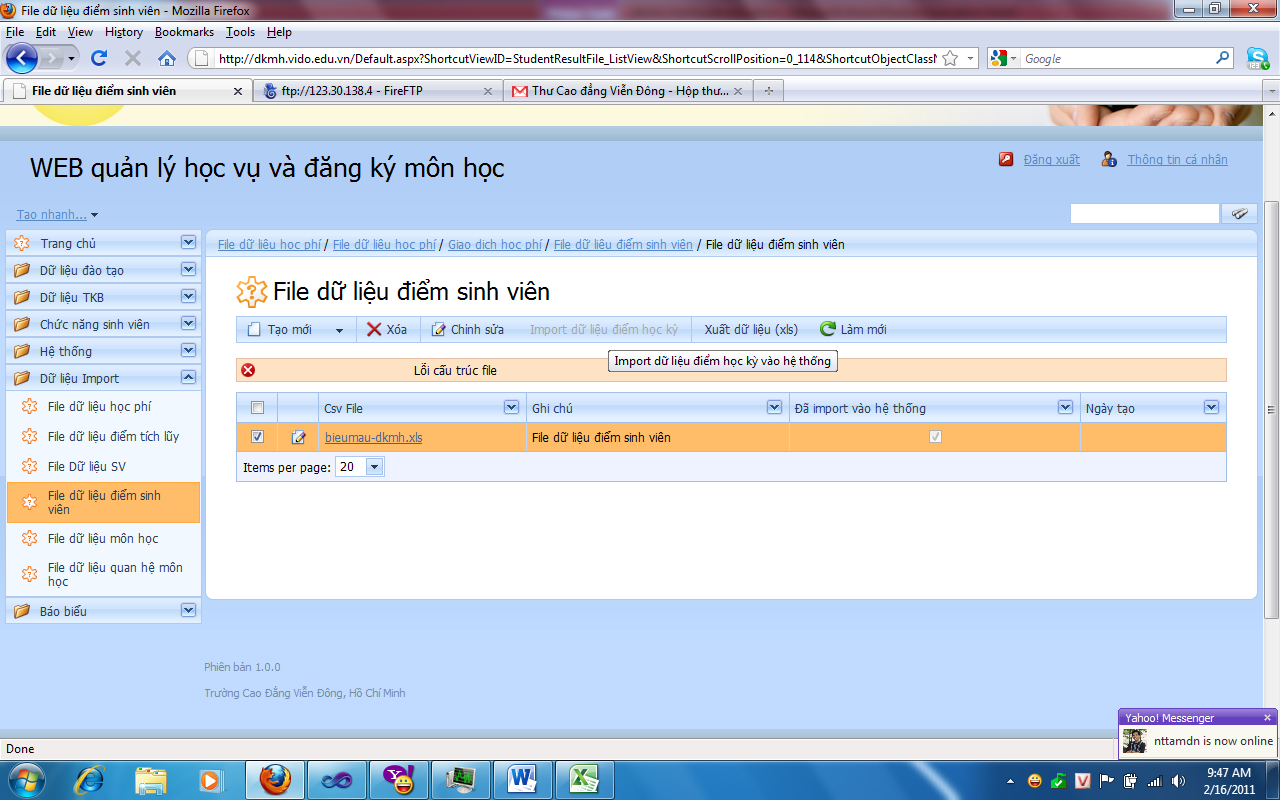 File dữ liệu điểm sinh viên - Mozilla Firefox
File Edit View History Bookmarks Tools Help
http://dkmh.vido.edu.vn/Default.aspx?ShortcutViewID=StudentResultFile_ListView&ShortcutScrollPosition=0_114&ShortcutObjectClassN
Google
File dữ liệu điểm sinh viên
ftp://123.30.138.4 - FireFTP
Thư Cao đẳng Viễn Đông - Hộp thư...
WEB quản lý học vụ và đăng ký môn học
Đăng xuất
Thông tin cá nhân
Tạo nhanh...
Trang chủ
Dữ liệu đào tạo
Dữ liệu TKB
Chức năng sinh viên
Hệ thống
Dữ liệu Import
File dữ liệu học phí
File dữ liệu điểm tích lũy
File Dữ liệu SV
File dữ liệu điểm sinh
viên
File dữ liệu môn học
File dữ liệu quan hệ môn
học
Báo biểu
File dữ liệu học phí / File dữ liệu học phí / Giao dịch học phí / File dữ liệu điểm sinh viên / File dữ liệu điểm sinh viên
File dữ liệu điểm sinh viên
Tạo mới Xóa Chỉnh sửa Import dữ liệu điểm học kỳ Xuất dữ liệu (xls) Làm mới
Import dữ liệu điểm học kỳ vào hệ thống
Lỗi cấu trúc file
Csv File Ghi chú Đã import vào hệ thống Ngày tạo
bieumau-dkmh.xls File dữ liệu điểm sinh viên
Items per page: 20
Phiên bản 1.0.0
Trường Cao Đẳng Viễn Đông, Hồ Chí Minh
Yahoo! Messenger
nttamdn is now online
Done
9:47 AM
2/16/2011